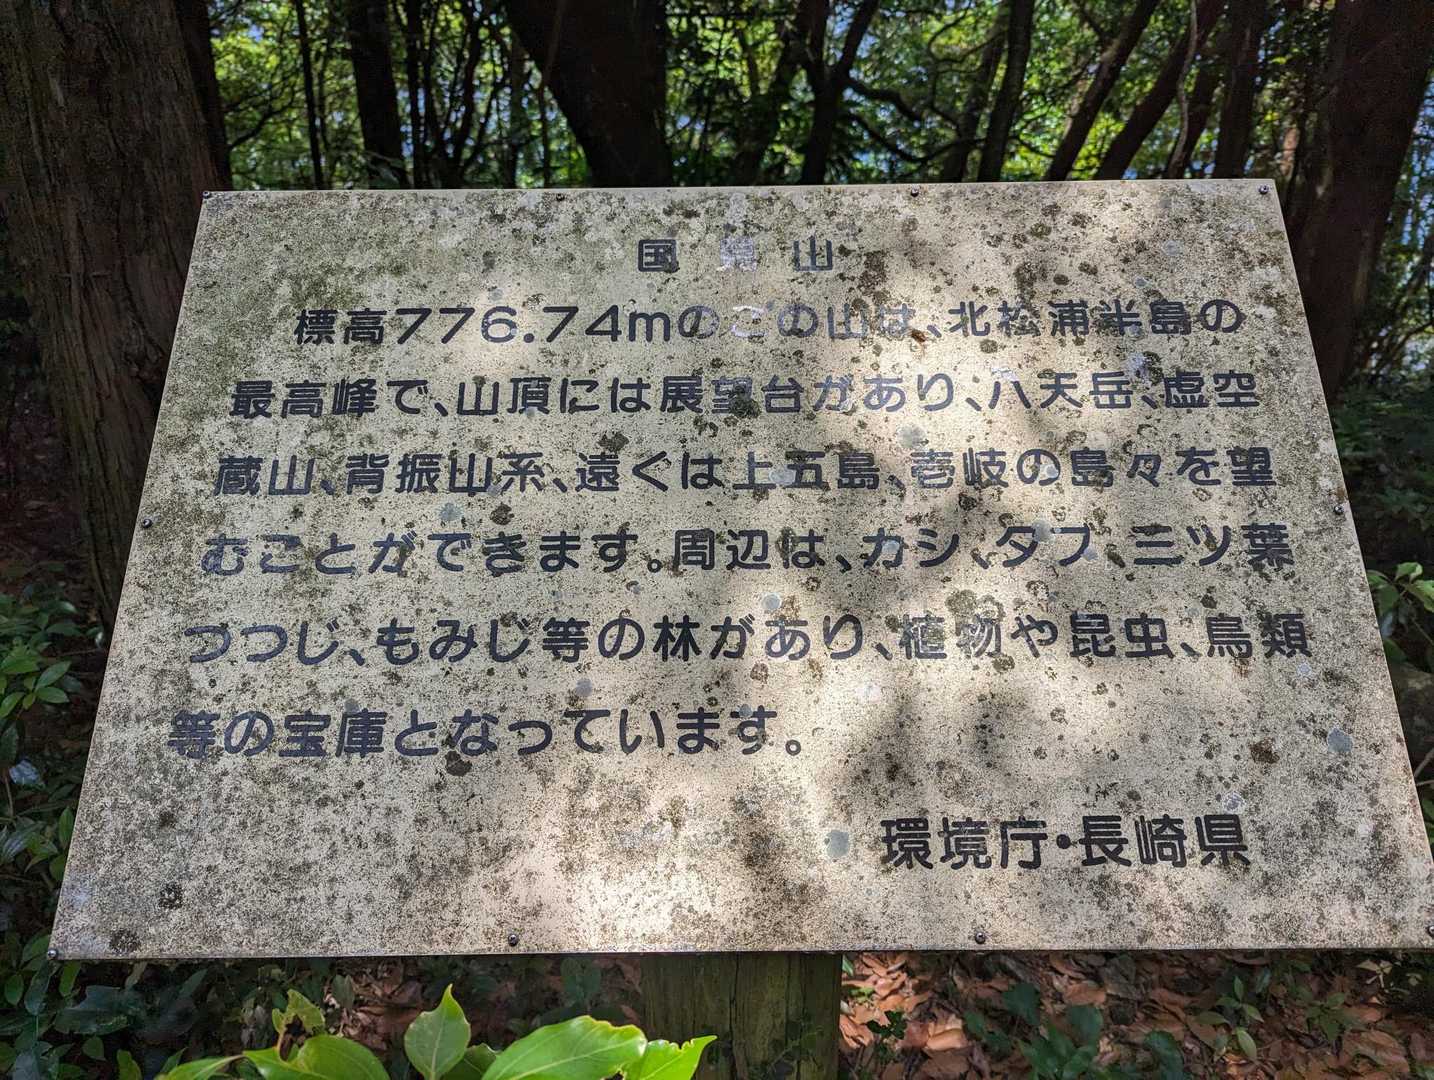 国見山
標高776.74mのこの山は、北松浦半島の
最高峰で、山頂には展望台があり、八天岳、虚空
蔵山、背振山系、遠くは上五島、壱岐の島々を望
むことができます。周辺は、カシ、タブ、三ツ葉
つつじ、もみじ等の林があり、植物や昆虫、鳥類
等の宝庫となっています。
環境庁・長崎県